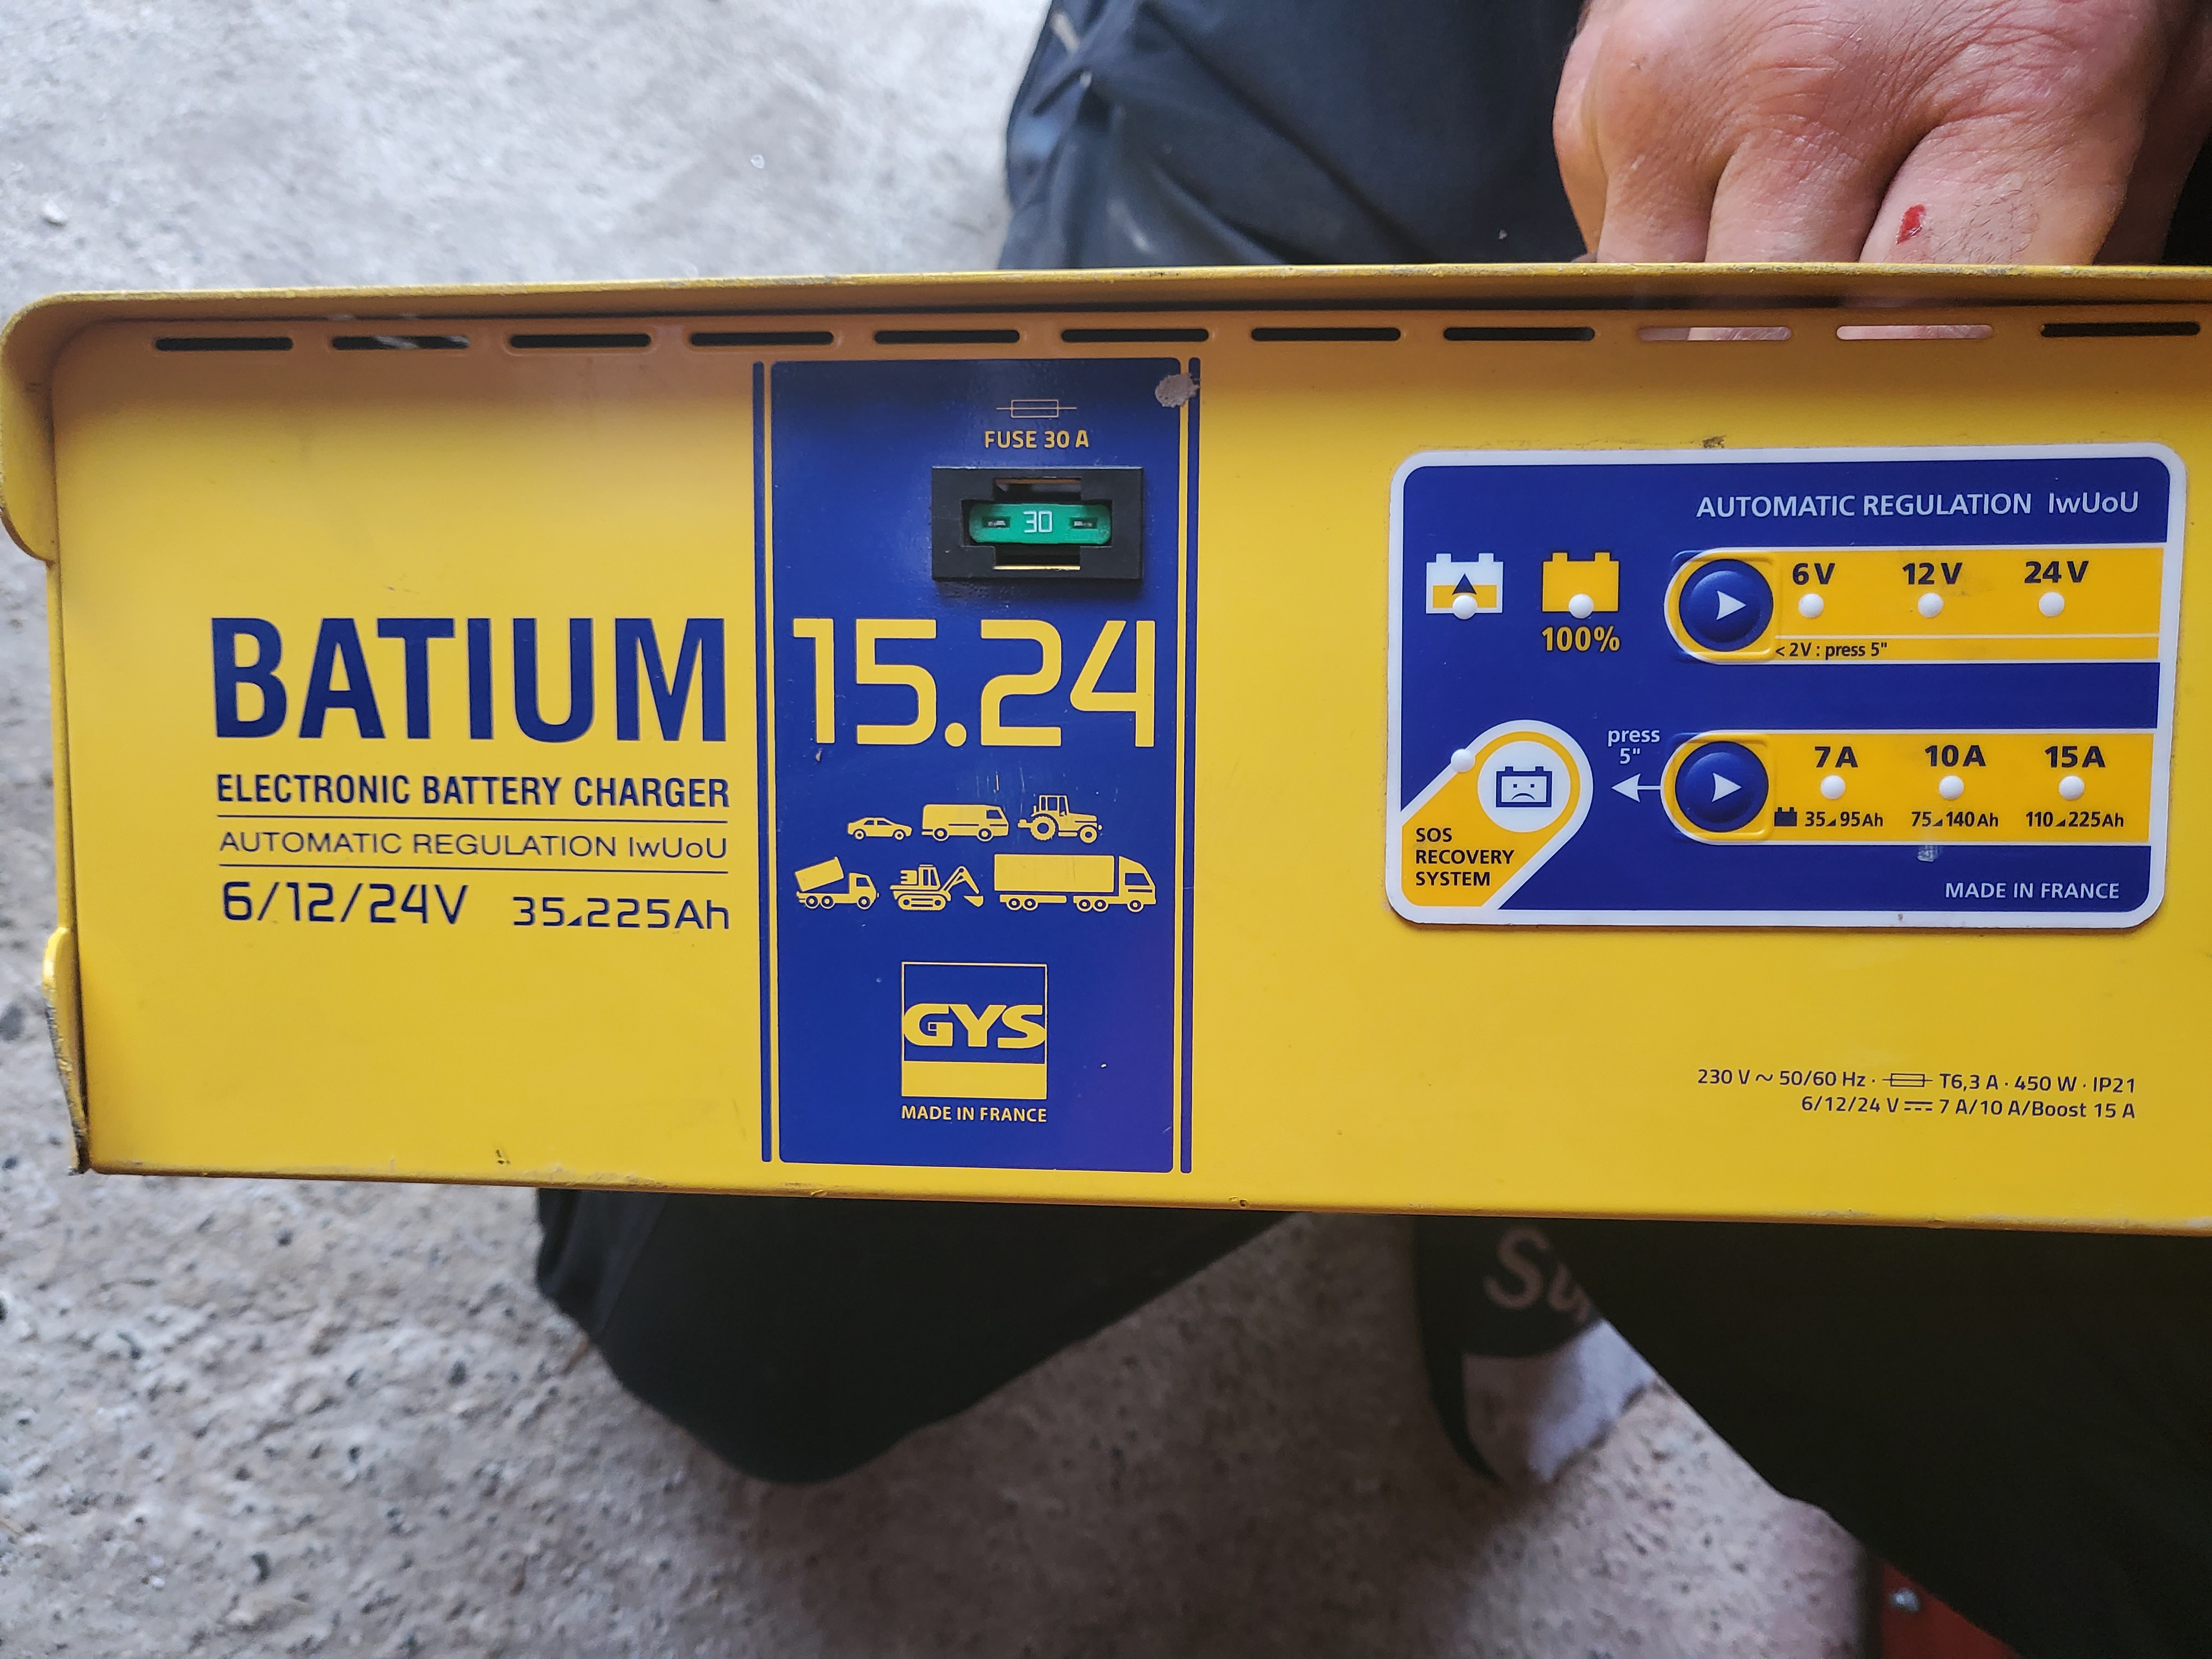 FUSE 30 A
30
BATIUM
15.24
ELECTRONIC BATTERY CHARGER
AUTOMATIC REGULATION IwUoU
6/12/24V 35◢225Ah
GYS
MADE IN FRANCE
AUTOMATIC REGULATION IwUoU
100%
6V 12V 24V
< 2V : press 5"
press
5"
7A 10A 15A
35◢95Ah 75◢140Ah 110◢225Ah
SOS
RECOVERY
SYSTEM
MADE IN FRANCE
230 V ~ 50/60 Hz · T6,3 A · 450 W · IP21
6/12/24 V ⎓ 7 A/10 A/Boost 15 A